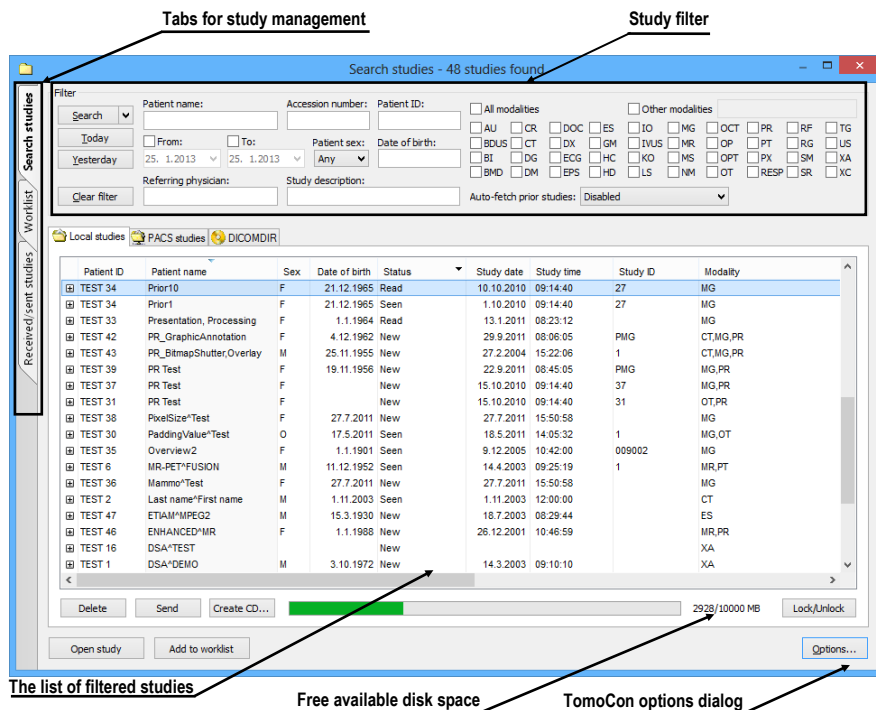 Tabs for study management
Study filter
Search studies - 48 studies found
Search studies
Worklist
Received/sent studies
Filter
Search
Today
Yesterday
Clear filter
Patient name:
Accession number:
Patient ID:
From:
To:
Patient sex:
Date of birth:
25. 1.2013
25. 1.2013
Any
Referring physician:
Study description:
All modalities
Other modalities
AU CR DOC ES IO MG OCT PR RF TG
BDUS CT DX GM IVUS MR OP PT RG US
BI DG ECG HC KO MS OPT PX SM XA
BMD DM EPS HD LS NM OT RESP SR XC
Auto-fetch prior studies: Disabled
Local studies PACS studies DICOMDIR
Patient ID Patient name Sex Date of birth Status Study date Study time Study ID Modality
TEST 34 Prior10 F 21.12.1965 Read 10.10.2010 09:14:40 27 MG
TEST 34 Prior1 F 21.12.1965 Seen 1.10.2010 09:14:40 27 MG
TEST 33 Presentation, Processing F 1.1.1964 Read 13.1.2011 08:23:12 MG
TEST 42 PR_GraphicAnnotation F 4.12.1962 New 29.9.2011 08:06:05 PMG CT,MG,PR
TEST 43 PR_BitmapShutter,Overlay M 25.11.1955 New 27.2.2004 15:22:06 1 CT,MG,PR
TEST 39 PR Test F 19.11.1956 New 22.9.2011 08:45:05 PMG MG,PR
TEST 37 PR Test F New 15.10.2010 09:14:40 37 MG,PR
TEST 31 PR Test F New 15.10.2010 09:14:40 31 OT,PR
TEST 38 PixelSize^Test F 27.7.2011 New 27.7.2011 15:50:58 MG
TEST 30 PaddingValue^Test O 17.5.2011 Seen 18.5.2011 14:05:32 1 MG,OT
TEST 35 Overview2 F 1.1.1901 Seen 9.12.2005 10:42:00 009002 MG
TEST 6 MR-PET^FUSION M 11.12.1952 Seen 14.4.2003 09:25:19 1 MR,PT
TEST 36 Mammo^Test F 27.7.2011 New 27.7.2011 15:50:58 MG
TEST 2 Last name^First name M 1.11.2003 Seen 1.11.2003 12:00:00 CT
TEST 47 ETIAM^MPEG2 M 15.3.1930 New 18.7.2003 08:29:44 ES
TEST 46 ENHANCED^MR F 1.1.1988 New 26.12.2001 10:46:59 MR,PR
TEST 16 DSA^TEST New XA
TEST 1 DSA^DEMO M 3.10.1972 New 14.3.2003 09:10:10 XA
Delete Send Create CD... 2928/10000 MB Lock/Unlock
Open study Add to worklist Options...
The list of filtered studies
Free available disk space
TomoCon options dialog